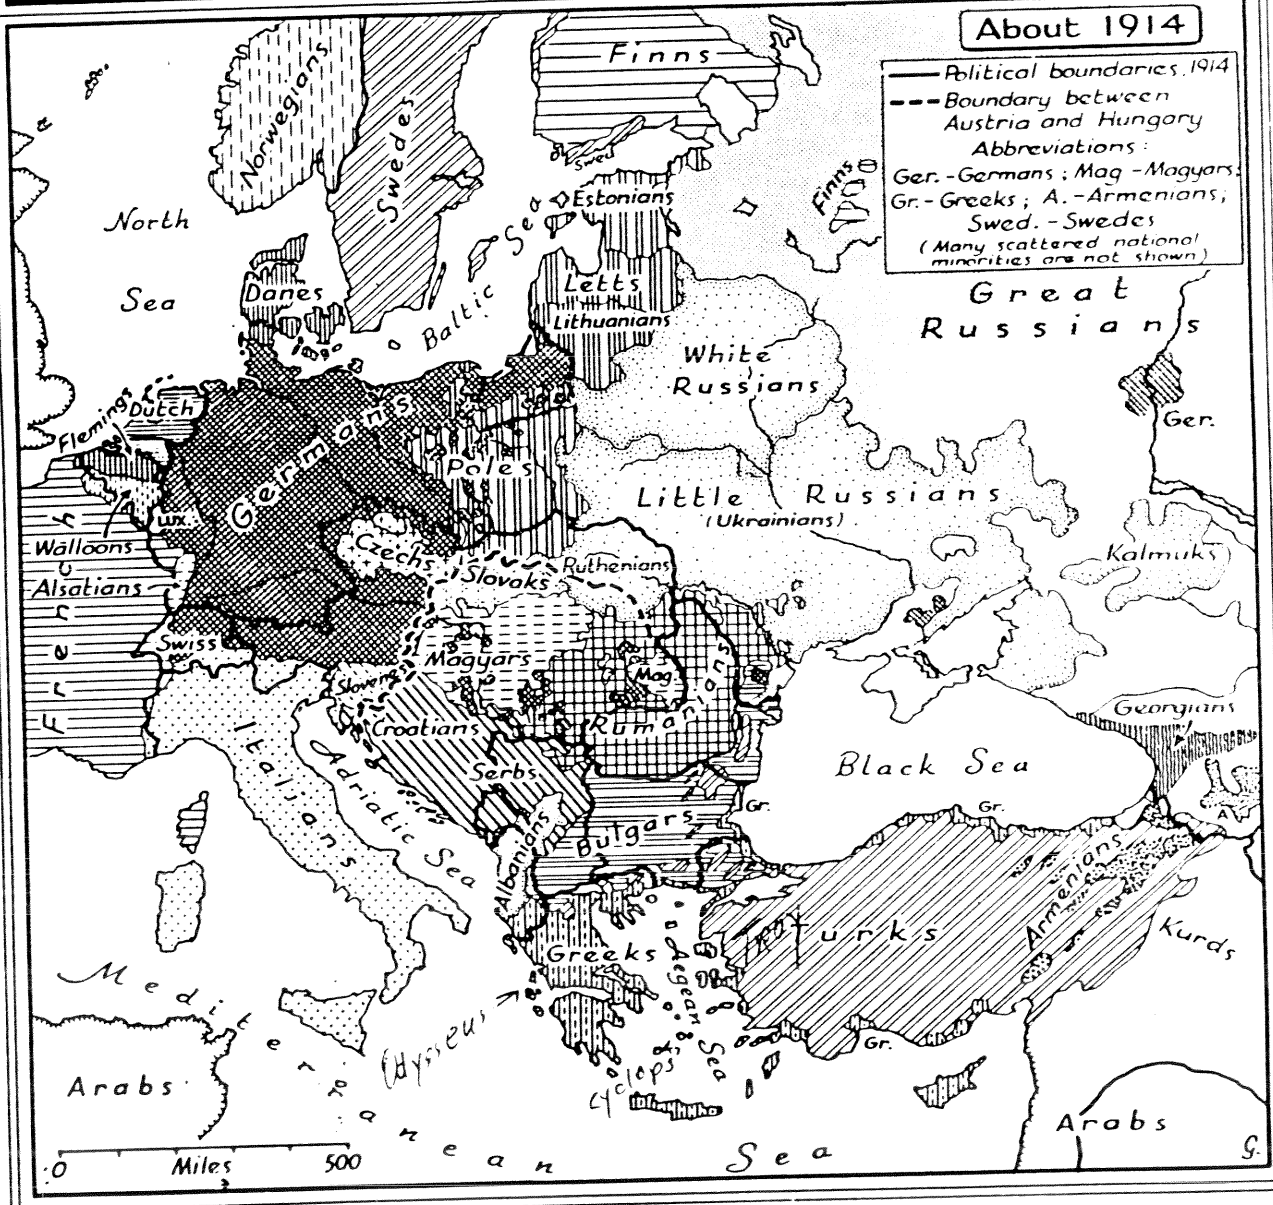 About 1914
Political boundaries, 1914
Boundary between
Austria and Hungary
Abbreviations:
Ger.-Germans; Mag-Magyars;
Gr.-Greeks; A.-Armenians;
Swed.-Swedes
(Many scattered national
minorities are not shown)
Finns
Norwegians
Swedes
Swed
Finns
Estonians
North
Sea
Baltic Sea
Danes
Letts
Lithuanians
Great
Russians
White
Russians
Dutch
Flemings
Ger.
Germans
Poles
Little Russians
(Ukrainians)
Lux.
Walloons
Czechs
Slovaks
Ruthenians
Kalmuks
Alsatians
French
Swiss
Magyars
Mag.
Slovens
Rumanians
Georgians
Croatians
Italians
Adriatic Sea
Serbs
Black Sea
Gr.
Gr.
A
Bulgars
Albanians
Armenians
Turks
Kurds
Greeks
Aegean Sea
Mediterranean Sea
Odysseus
Gr.
cyclops
Arabs
Arabs
0 Miles 500
G.